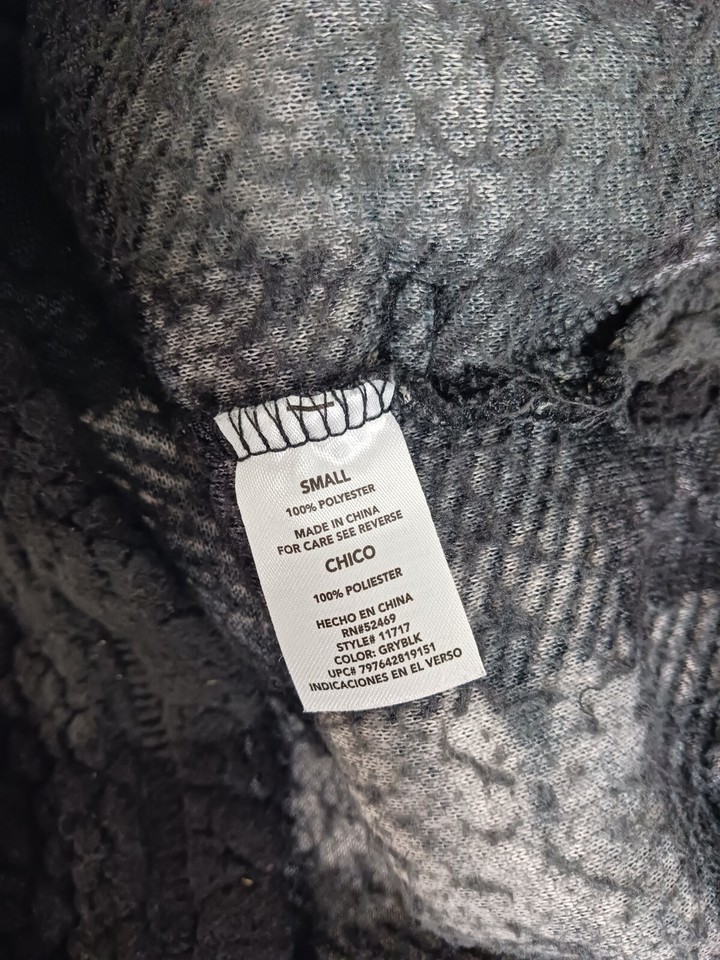 SMALL
100% POLYESTER
MADE IN CHINA
FOR CARE SEE REVERSE
CHICO
100% POLIESTER
HECHO EN CHINA
RN#52469
STYLE# 11717
COLOR: GRYBLK
UPC# 797642819151
INDICACIONES EN EL VERSO